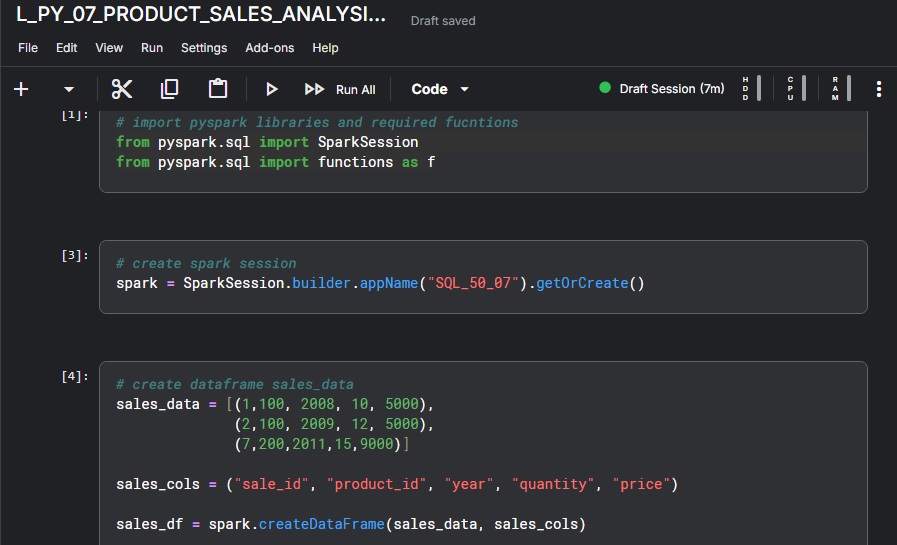 L_PY_07_PRODUCT_SALES_ANALYSI...
Draft saved
File Edit View Run Settings Add-ons Help
Run All
Code
Draft Session (7m)
HDD
CPU
RAM
[1]:
# import pyspark libraries and required fucntions
from pyspark.sql import SparkSession
from pyspark.sql import functions as f
[3]:
# create spark session
spark = SparkSession.builder.appName("SQL_50_07").getOrCreate()
[4]:
# create dataframe sales_data
sales_data = [(1,100, 2008, 10, 5000),
(2,100, 2009, 12, 5000),
(7,200,2011,15,9000)]
sales_cols = ("sale_id", "product_id", "year", "quantity", "price")
sales_df = spark.createDataFrame(sales_data, sales_cols)